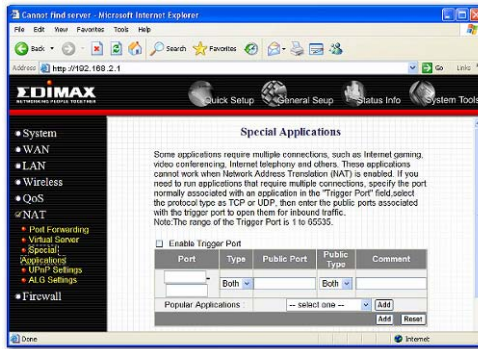 Cannot find server - Microsoft Internet Explorer
File Edit View Favorites Tools Help
Back Search Favorites
Address http://192.168.2.1 Go Links
EDIMAX
NETWORKING PEOPLE TOGETHER
Quick Setup General Seup Status Info System Tools
System
WAN
LAN
Wireless
QoS
NAT
Port Forwarding
Virtual Server
Special
Applications
UPnP Settings
ALG Settings
Firewall
Special Applications
Some applications require multiple connections, such as Internet gaming,
video conferencing, Internet telephony and others. These applications
cannot work when Network Address Translation (NAT) is enabled. If you
need to run applications that require multiple connections, specify the port
normally associated with an application in the "Trigger Port" field,select
the protocol type as TCP or UDP, then enter the public ports associated
with the trigger port to open them for inbound traffic.
Note:The range of the Trigger Port is 1 to 65535.
Enable Trigger Port
Port Type Public Port Public Type Comment
- Both Both
Popular Applications : -- select one -- Add
Add Reset
Done Internet